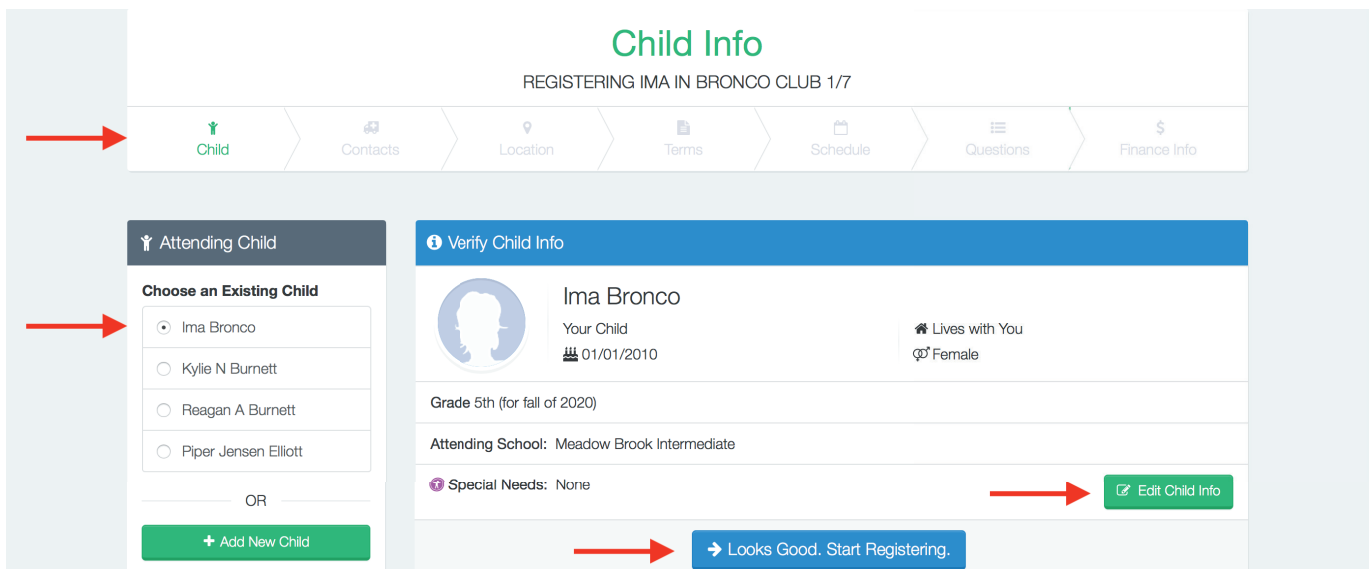 Child Info
REGISTERING IMA IN BRONCO CLUB 1/7
Child
Contacts
Location
Terms
Schedule
Questions
Finance Info
Attending Child
Choose an Existing Child
Ima Bronco
Kylie N Burnett
Reagan A Burnett
Piper Jensen Elliott
OR
+ Add New Child
Verify Child Info
Ima Bronco
Your Child
Lives with You
01/01/2010
Female
Grade 5th (for fall of 2020)
Attending School: Meadow Brook Intermediate
Special Needs: None
Edit Child Info
Looks Good. Start Registering.